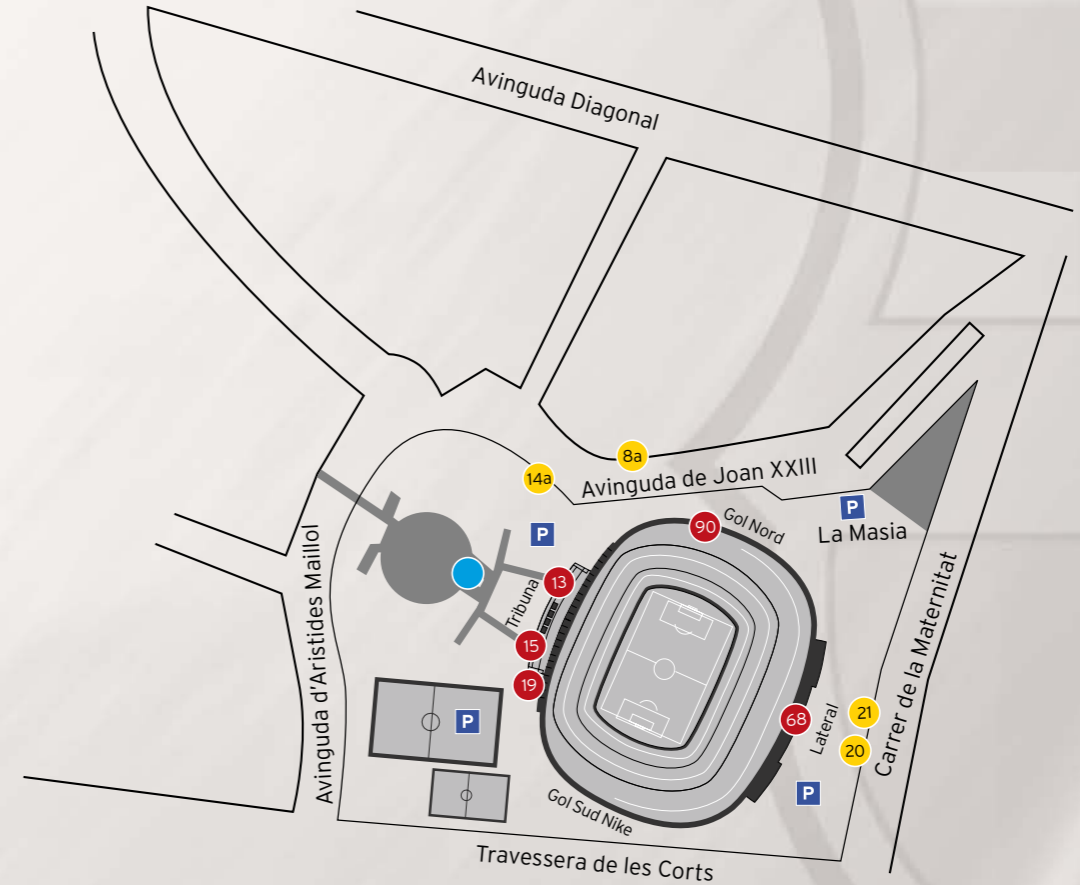 Avinguda Diagonal
8a
14a
Avinguda de Joan XXIII
P
La Masia
90
Gol Nord
P
13
Tribuna
15
19
Avinguda d'Aristides Maillol
P
68
Lateral
21
20
Carrer de la Maternitat
P
Gol Sud Nike
Travessera de les Corts